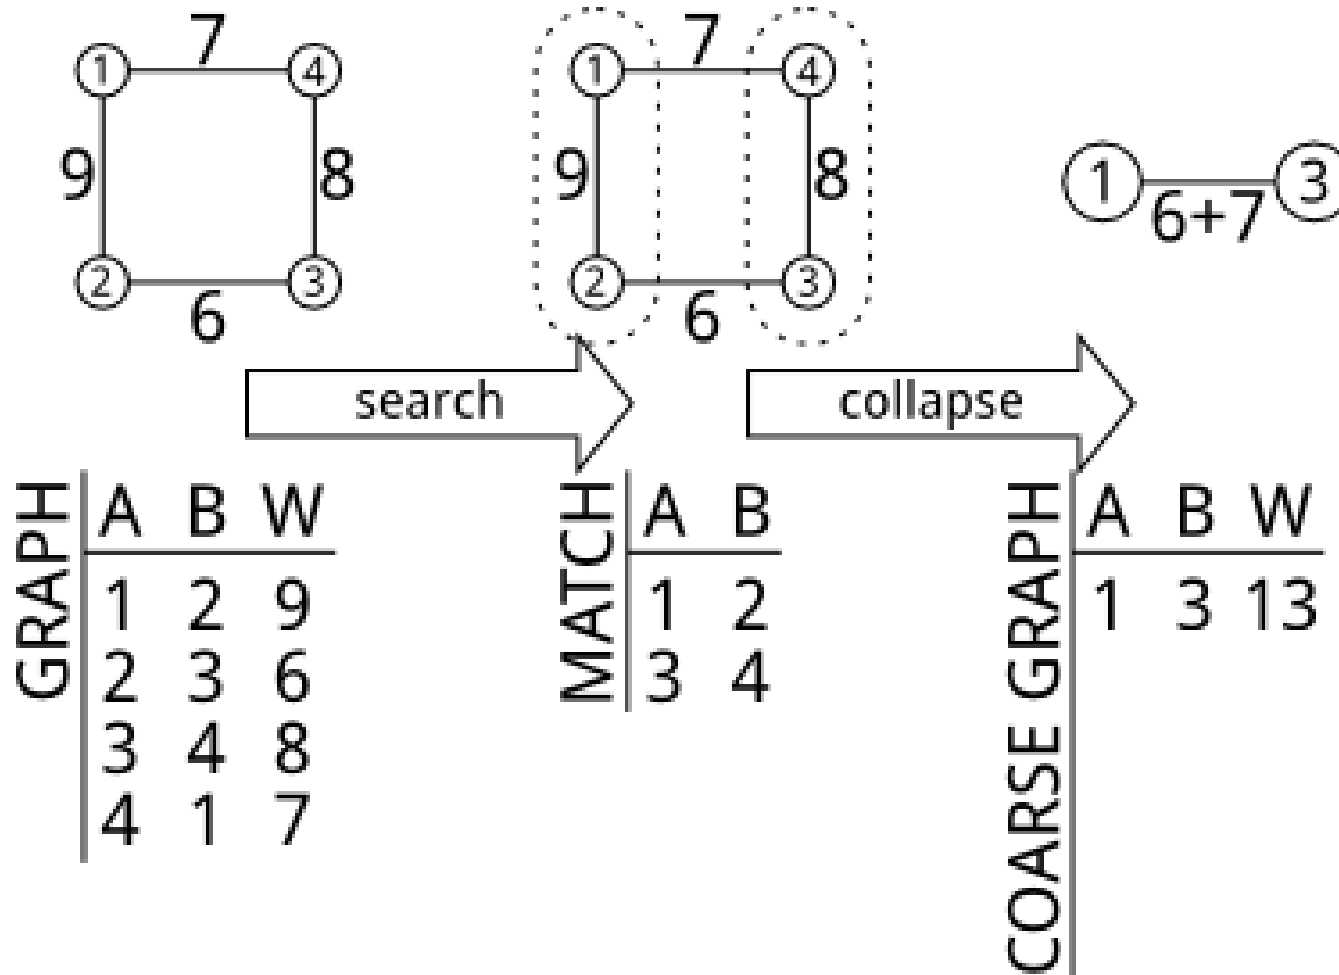 7 7
1 4 1 4
9 8 9 8 1 3
6+7
2 3 2 3
6 6
search collapse
GRAPH MATCH COARSE GRAPH
A B W A B A B W
1 2 9 1 2 1 3 13
2 3 6 3 4
3 4 8
4 1 7